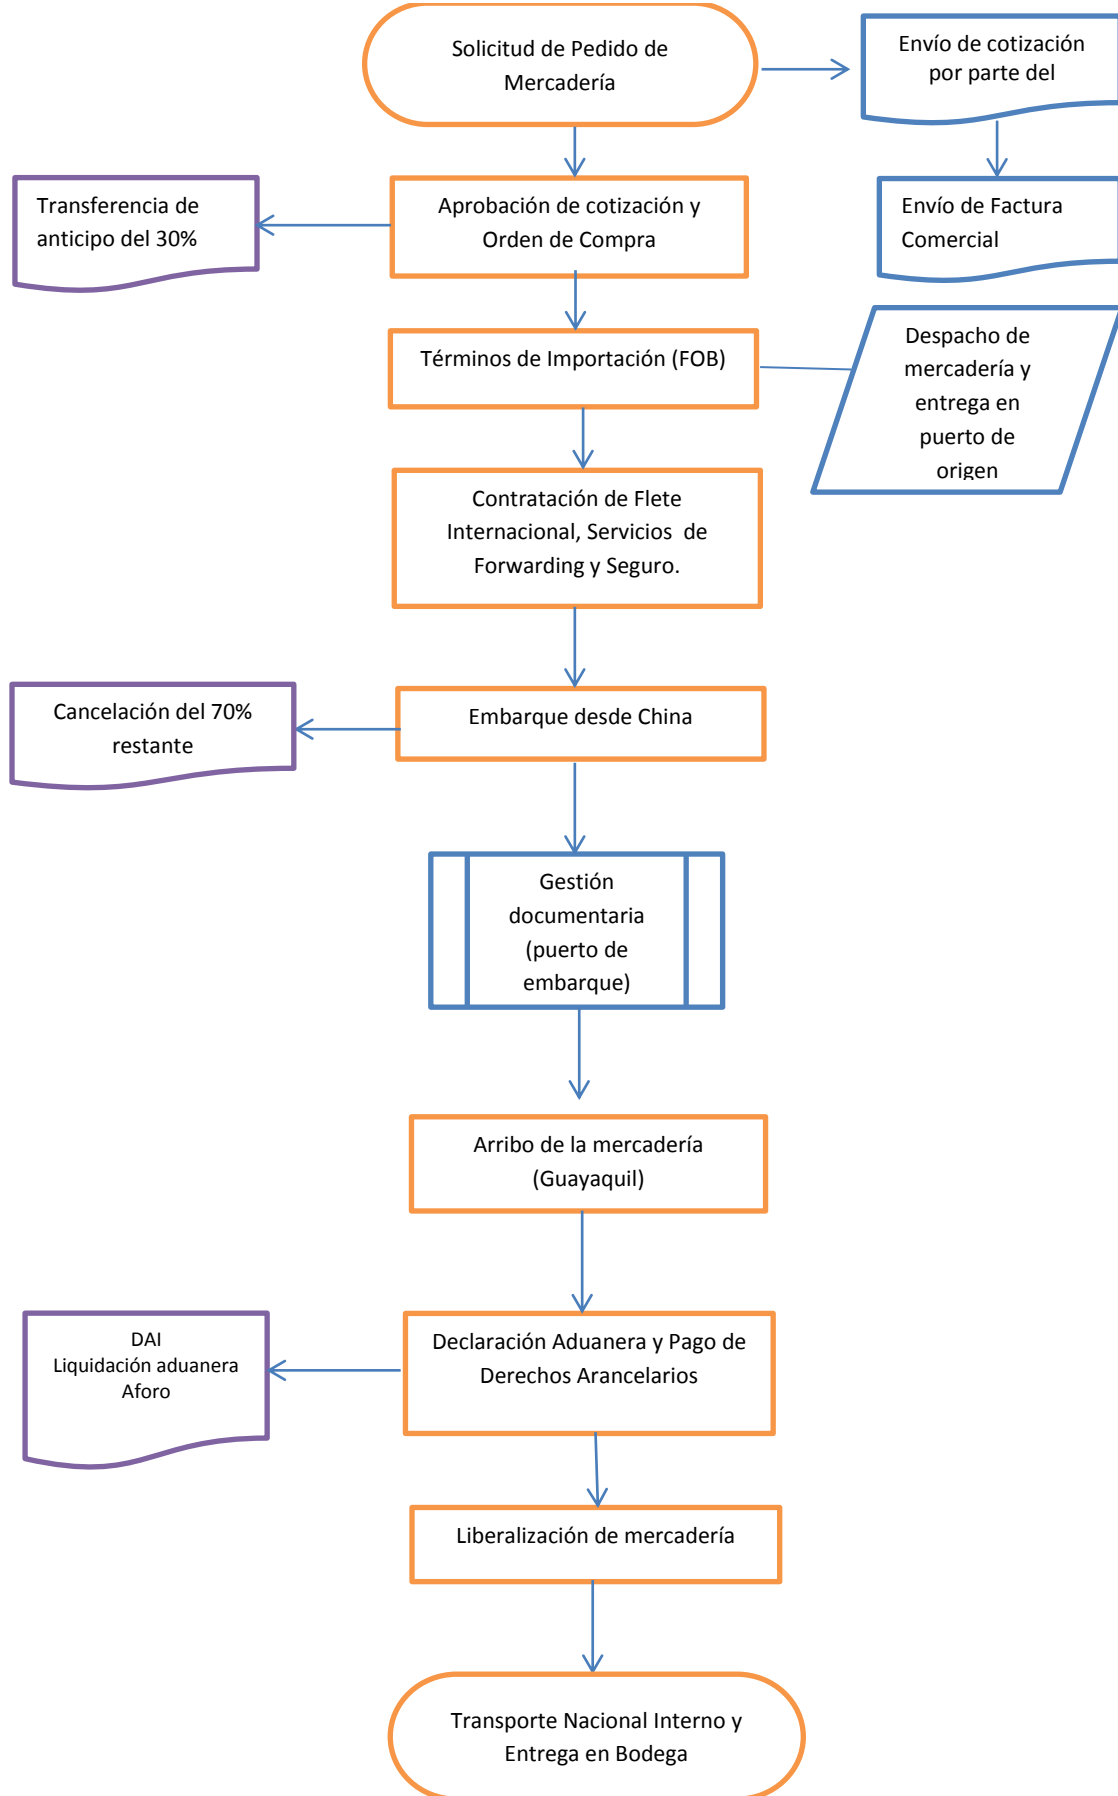 Solicitud de Pedido de
Mercadería
Envío de cotización
por parte del
Transferencia de
anticipo del 30%
Aprobación de cotización y
Orden de Compra
Envío de Factura
Comercial
Términos de Importación (FOB)
Despacho de
mercadería y
entrega en
puerto de
origen
Contratación de Flete
Internacional, Servicios de
Forwarding y Seguro.
Cancelación del 70%
restante
Embarque desde China
Gestión
documentaria
(puerto de
embarque)
Arribo de la mercadería
(Guayaquil)
DAI
Liquidación aduanera
Aforo
Declaración Aduanera y Pago de
Derechos Arancelarios
Liberalización de mercadería
Transporte Nacional Interno y
Entrega en Bodega